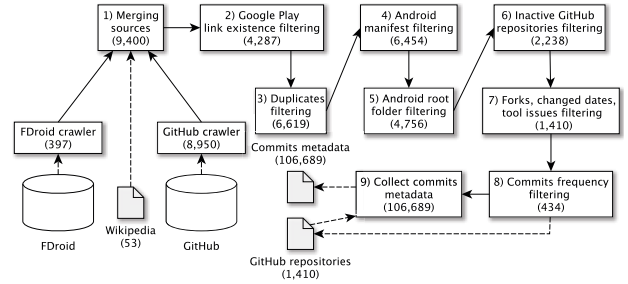 1) Merging
sources
(9,400)
2) Google Play
link existence filtering
(4,287)
4) Android
manifest filtering
(6,454)
6) Inactive GitHub
repositories filtering
(2,238)
3) Duplicates
filtering
(6,619)
5) Android root
folder filtering
(4,756)
7) Forks, changed dates,
tool issues filtering
(1,410)
FDroid crawler
(397)
GitHub crawler
(8,950)
Commits metadata
(106,689)
9) Collect commits
metadata
(106,689)
8) Commits frequency
filtering
(434)
FDroid
Wikipedia
(53)
GitHub
GitHub repositories
(1,410)